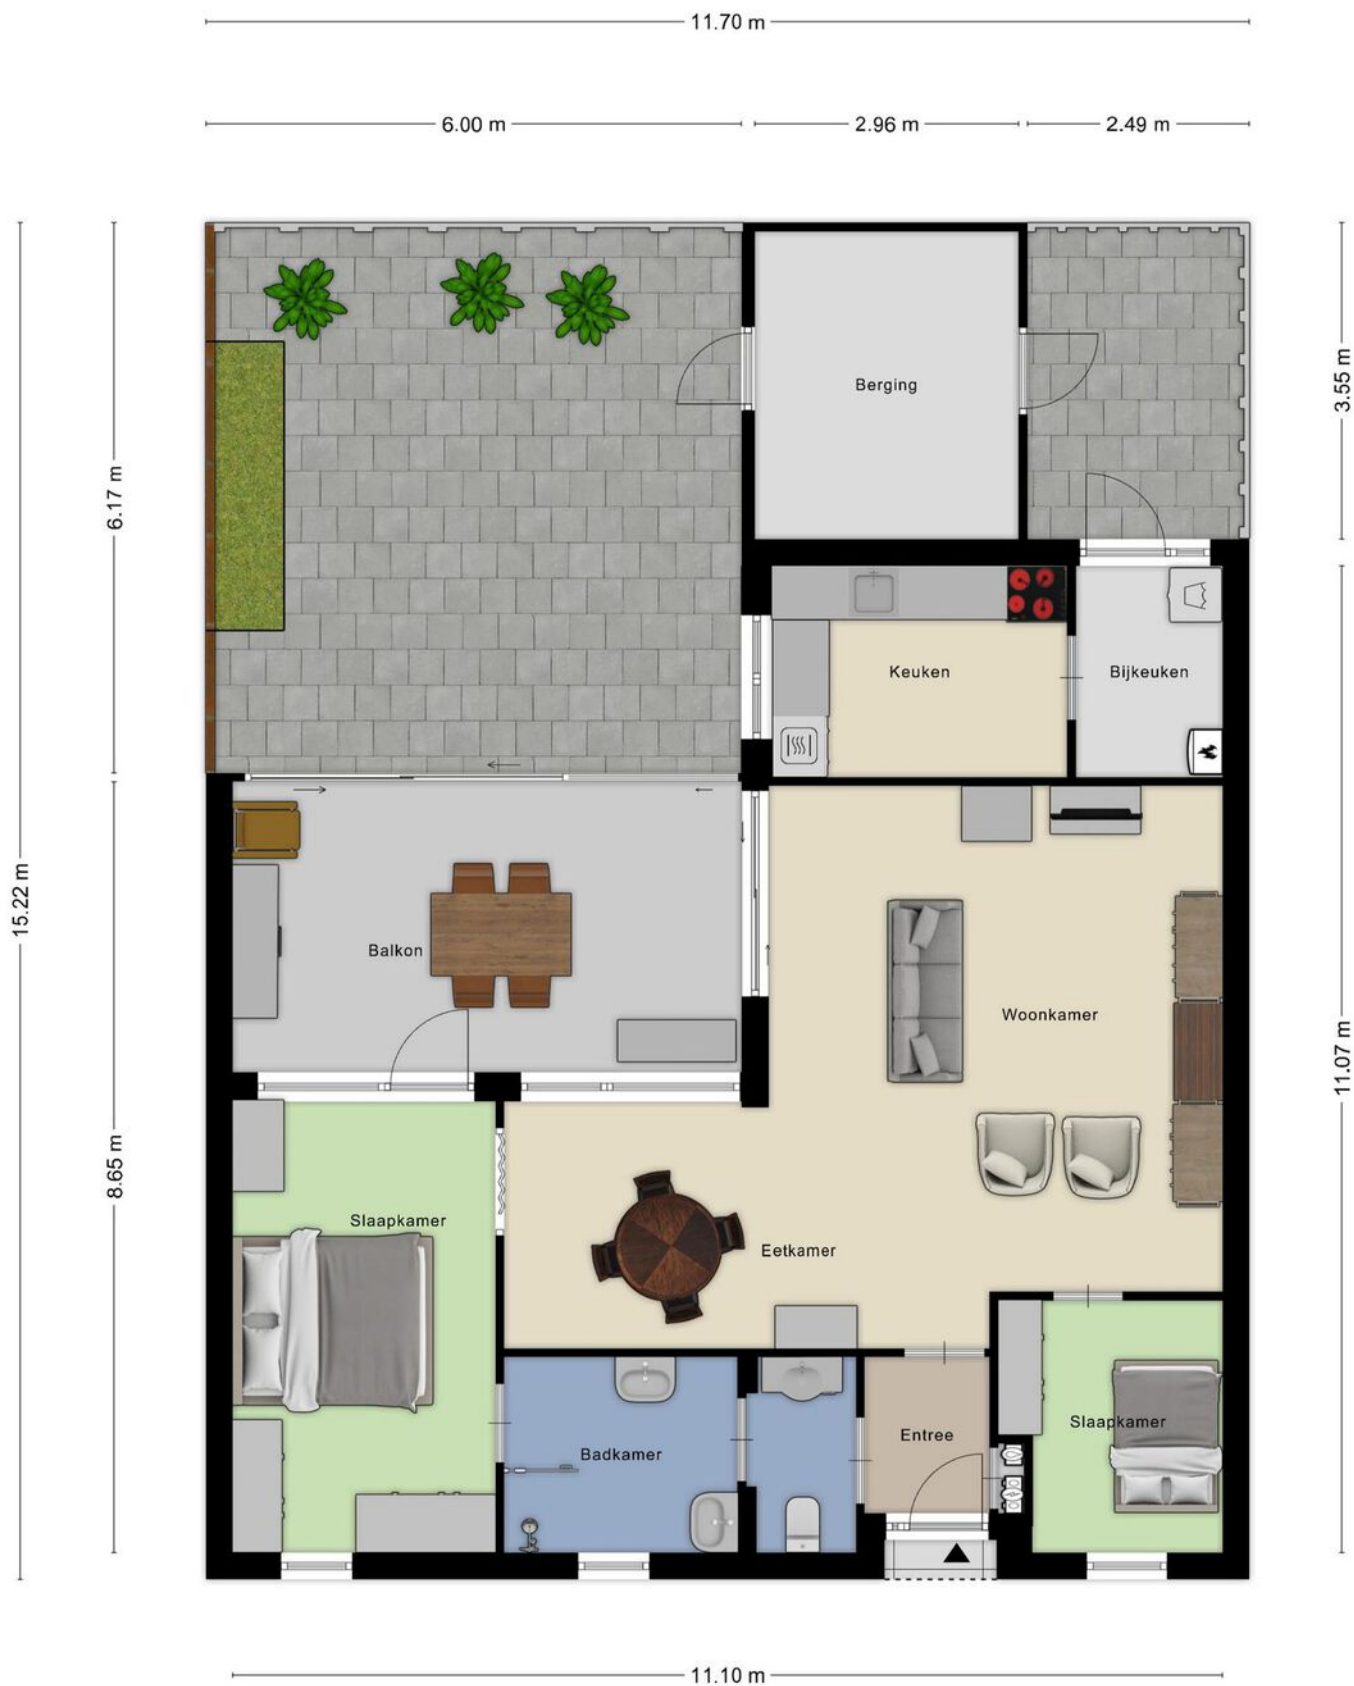 11.70 m
6.00 m
2.96 m
2.49 m
3.55 m
Berging
6.17 m
Keuken
Bijkeuken
15.22 m
Balkon
Woonkamer
11.07 m
8.65 m
Slaapkamer
Eetkamer
Slaapkamer
Entree
Badkamer
11.10 m